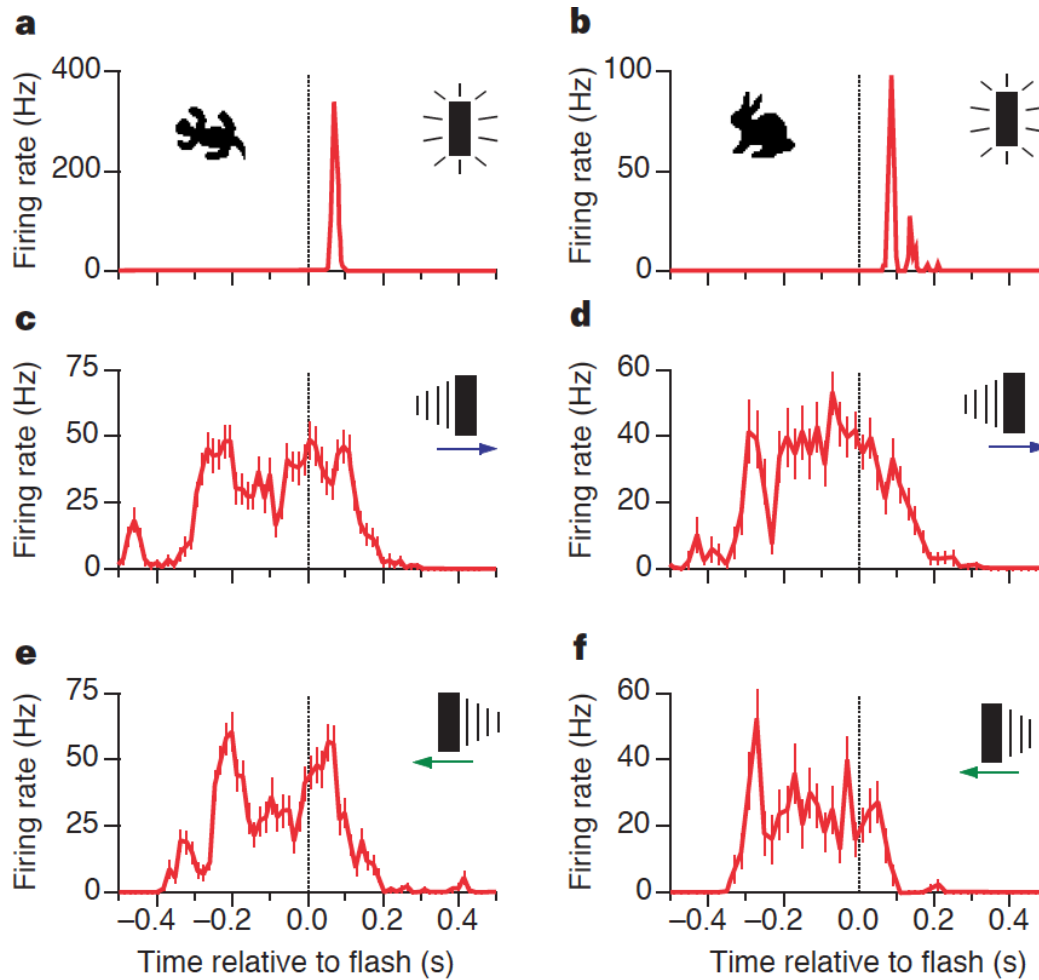 a
b
Firing rate (Hz)
400
200
0
Firing rate (Hz)
100
50
0
c
d
Firing rate (Hz)
75
50
25
0
Firing rate (Hz)
60
40
20
0
e
f
Firing rate (Hz)
75
50
25
0
–0.4 –0.2 0.0 0.2 0.4
Time relative to flash (s)
Firing rate (Hz)
60
40
20
0
–0.4 –0.2 0.0 0.2 0.4
Time relative to flash (s)